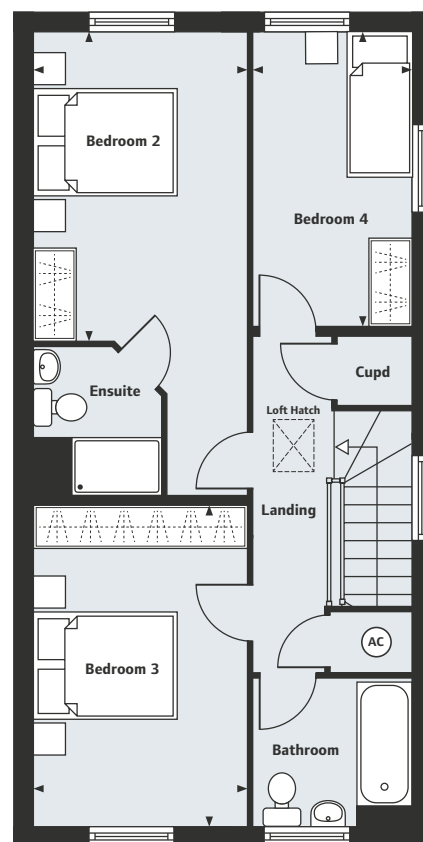 Bedroom 2
Bedroom 4
Cupd
Ensuite
Loft Hatch
Landing
AC
Bedroom 3
Bathroom